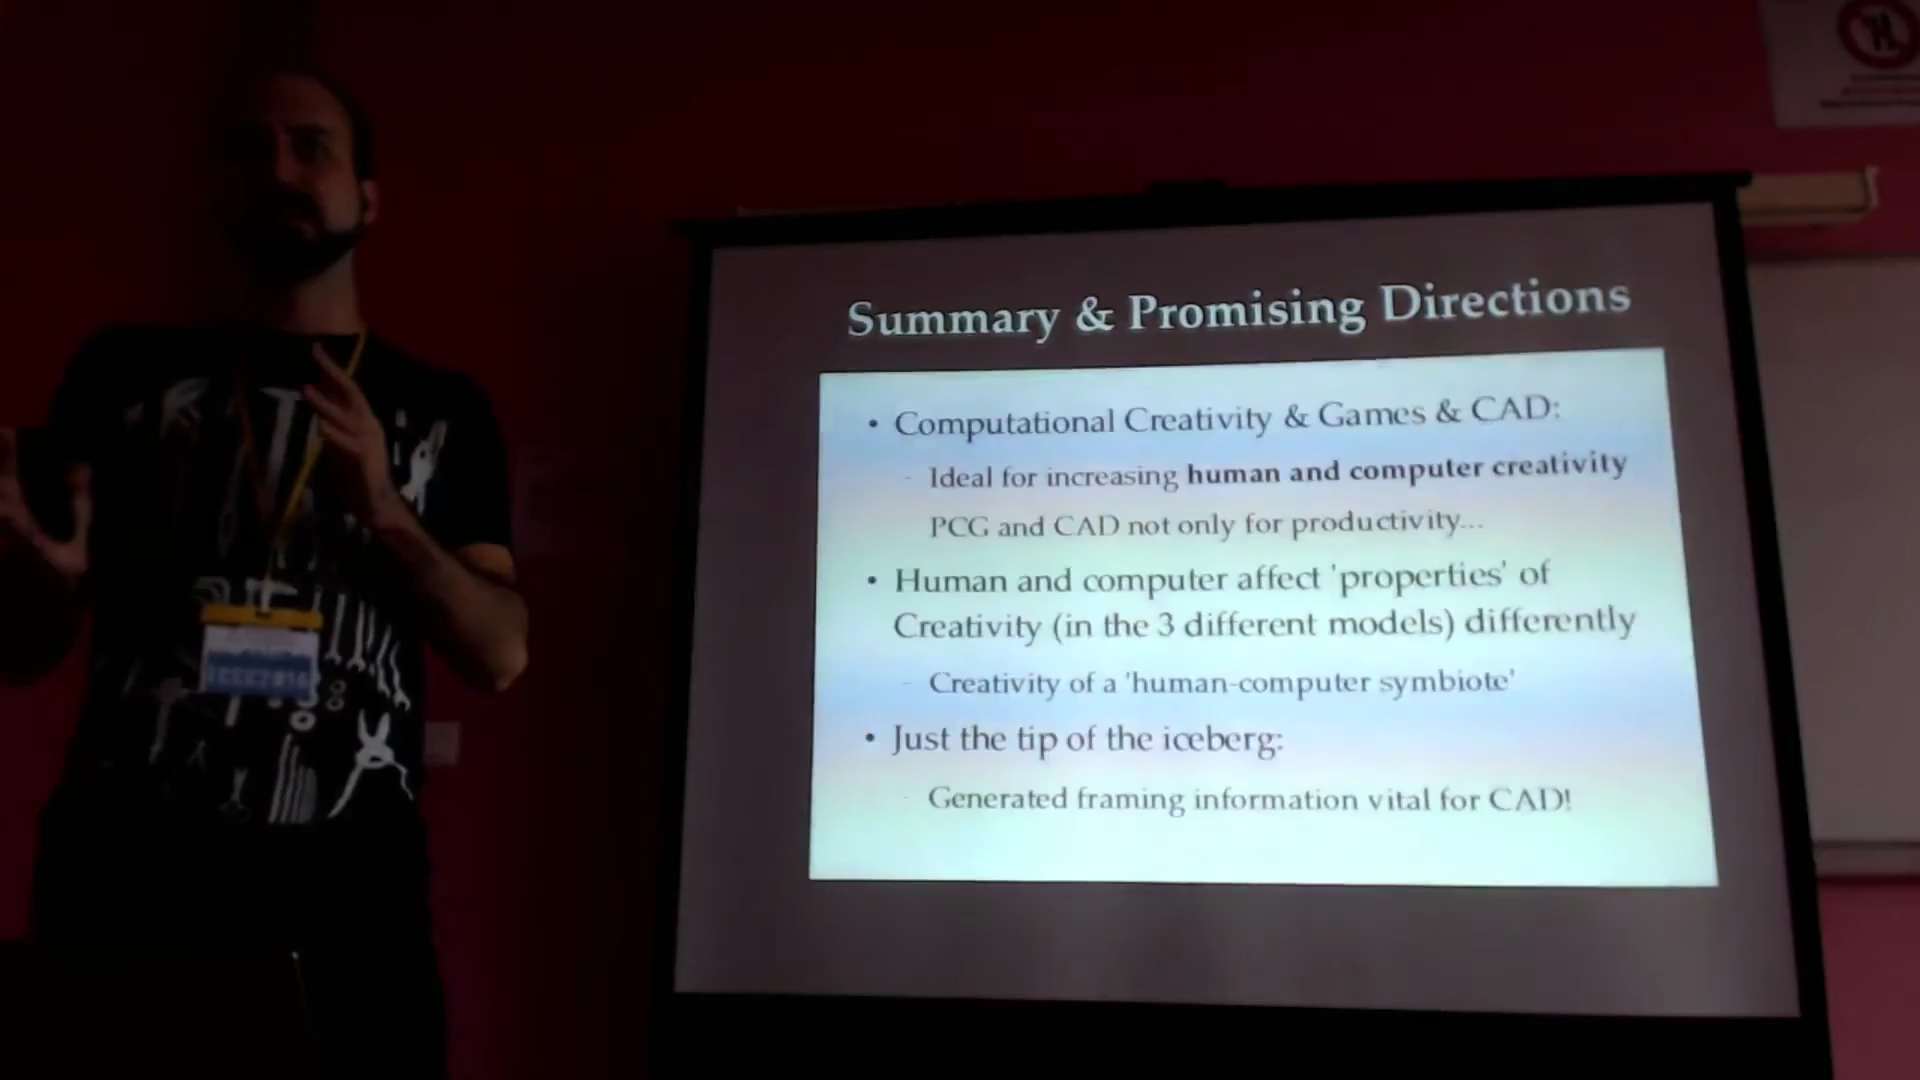 Summary & Promising Directions
• Computational Creativity & Games & CAD:
- Ideal for increasing human and computer creativity
PCG and CAD not only for productivity...
• Human and computer affect 'properties' of
Creativity (in the 3 different models) differently
- Creativity of a 'human-computer symbiote'
• Just the tip of the iceberg:
- Generated framing information vital for CAD!